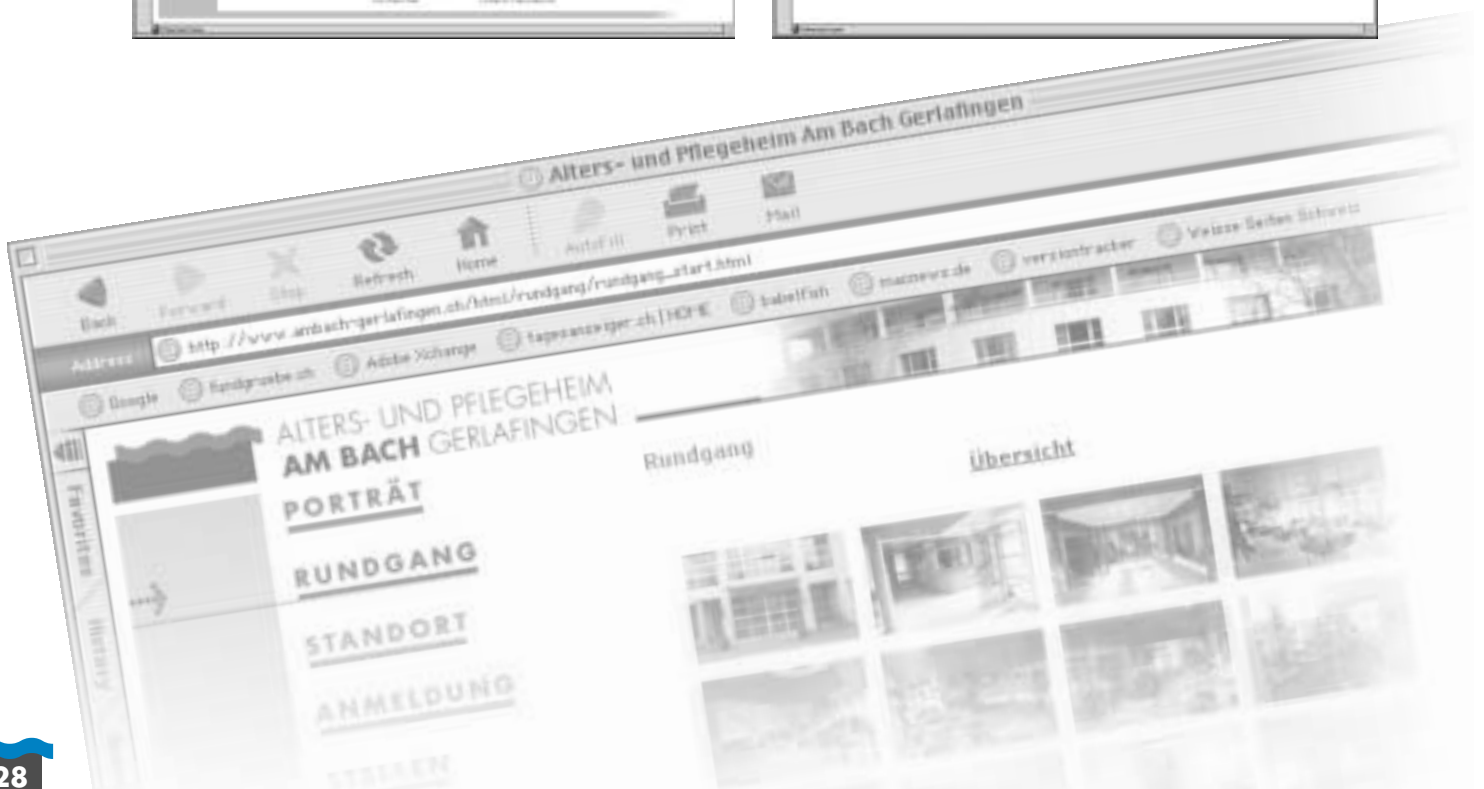 Alters- und Pflegeheim Am Bach Gerlafingen
Back Forward Stop Refresh Home AutoFill Print Mail
Address http://www.ambach-gerlafingen.ch/html/rundgang/rundgang_start.html
Google Adobe Xchange tagesanzeiger.ch | HOME babelfish macnews.de versiontracker Weisse Seiten Schweiz
Favorites
History
ALTERS- UND PFLEGEHEIM
AM BACH GERLAFINGEN
Rundgang Übersicht
PORTRÄT
RUNDGANG
STANDORT
ANMELDUNG
STELLEN
28